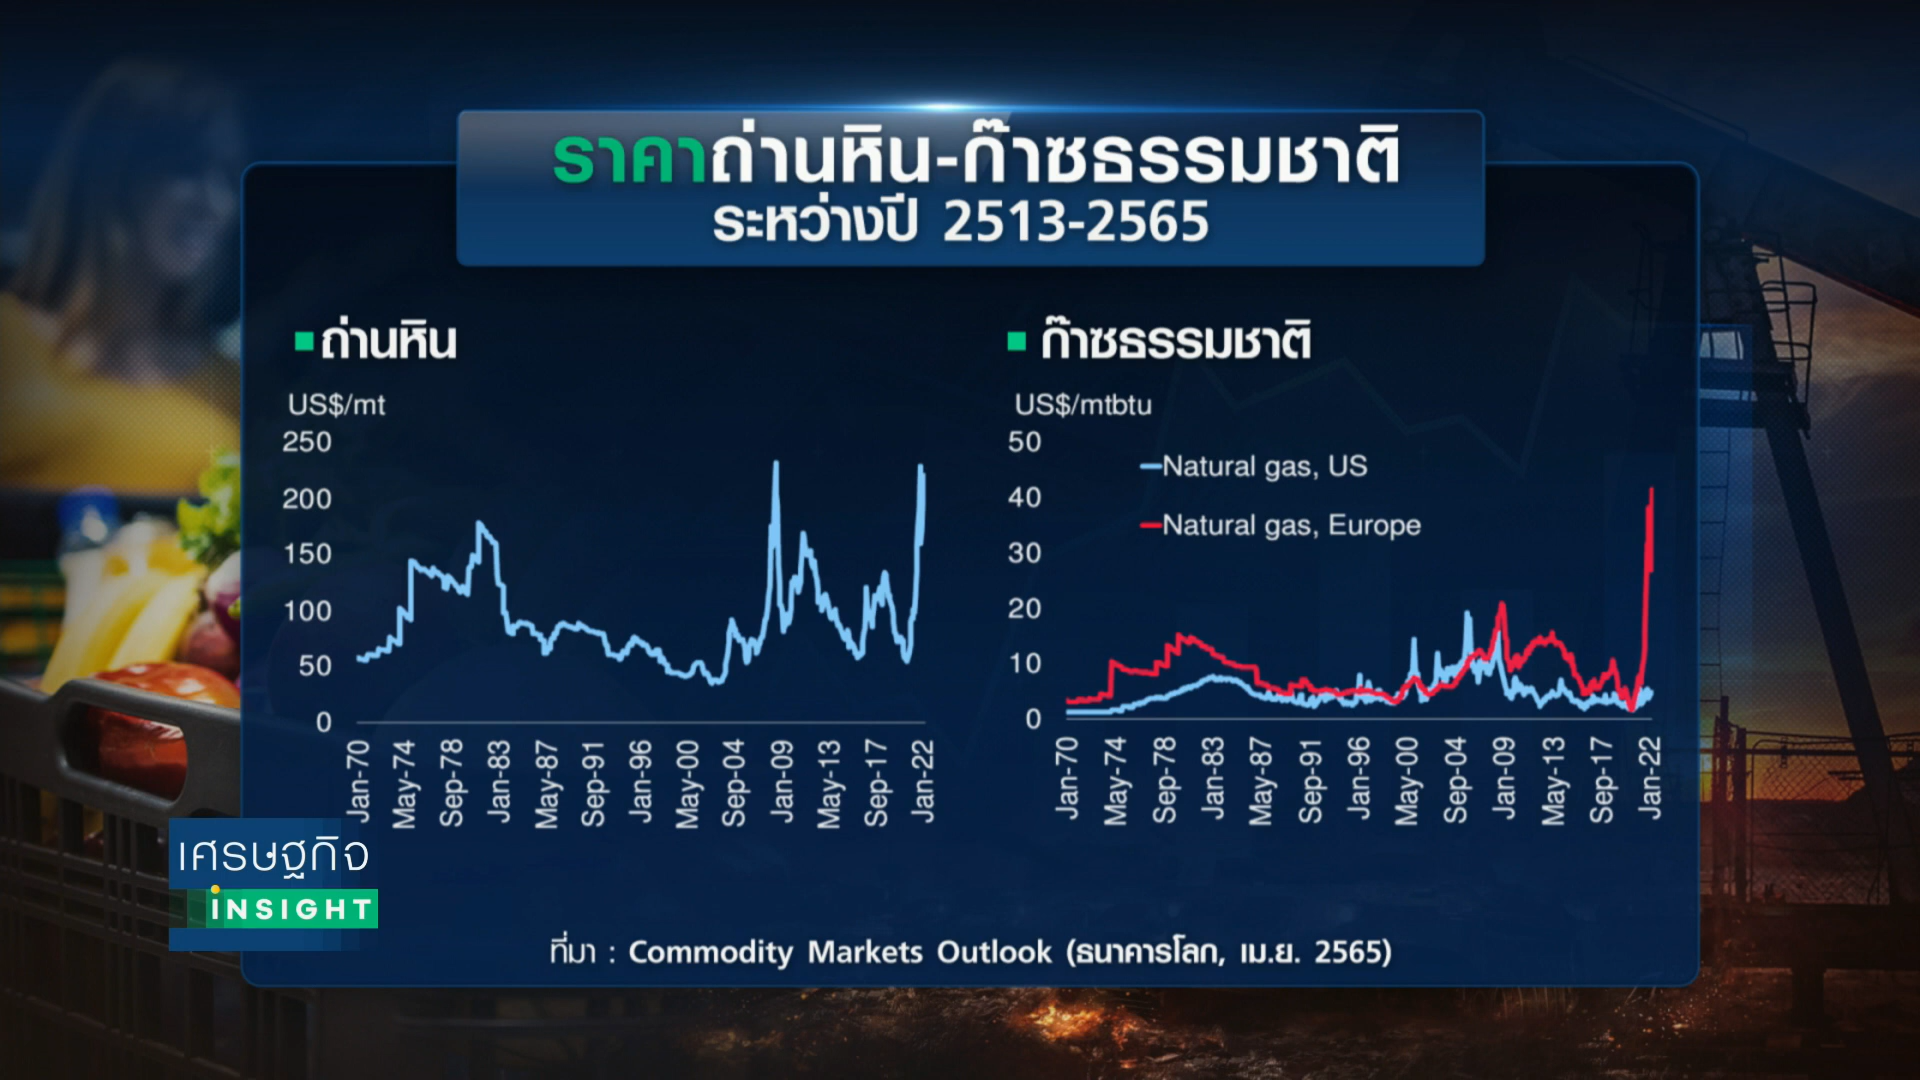 ราคาถ่านหิน-ก๊าซธรรมชาติ
ระหว่างปี 2513-2565
ถ่านหิน
US$/mt
250
200
150
100
50
0
Jan-70
May-74
Sep-78
Jan-83
May-87
Sep-91
Jan-96
May-00
Sep-04
Jan-09
May-13
Sep-17
Jan-22
ก๊าซธรรมชาติ
US$/mtbtu
50
40
30
20
10
0
Natural gas, US
Natural gas, Europe
Jan-70
May-74
Sep-78
Jan-83
May-87
Sep-91
Jan-96
May-00
Sep-04
Jan-09
May-13
Sep-17
Jan-22
เศรษฐกิจ
iNSIGHT
ที่มา : Commodity Markets Outlook (ธนาคารโลก, เม.ย. 2565)